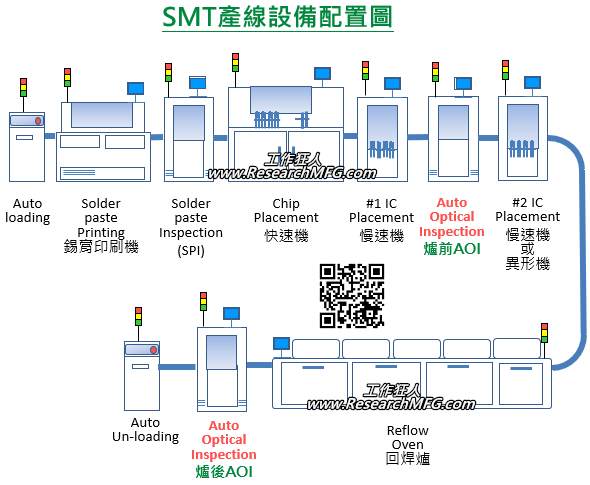 SMT產線設備配置圖
工作狂人
www.ResearchMFG.com
Auto
loading
Solder
paste
Printing
錫膏印刷機
Solder
paste
Inspection
(SPI)
Chip
Placement
快速機
#1 IC
Placement
慢速機
Auto
Optical
Inspection
爐前AOI
#2 IC
Placement
慢速機
或
異形機
工作狂人
www.ResearchMFG.com
Auto
Un-loading
Auto
Optical
Inspection
爐後AOI
Reflow
Oven
回焊爐